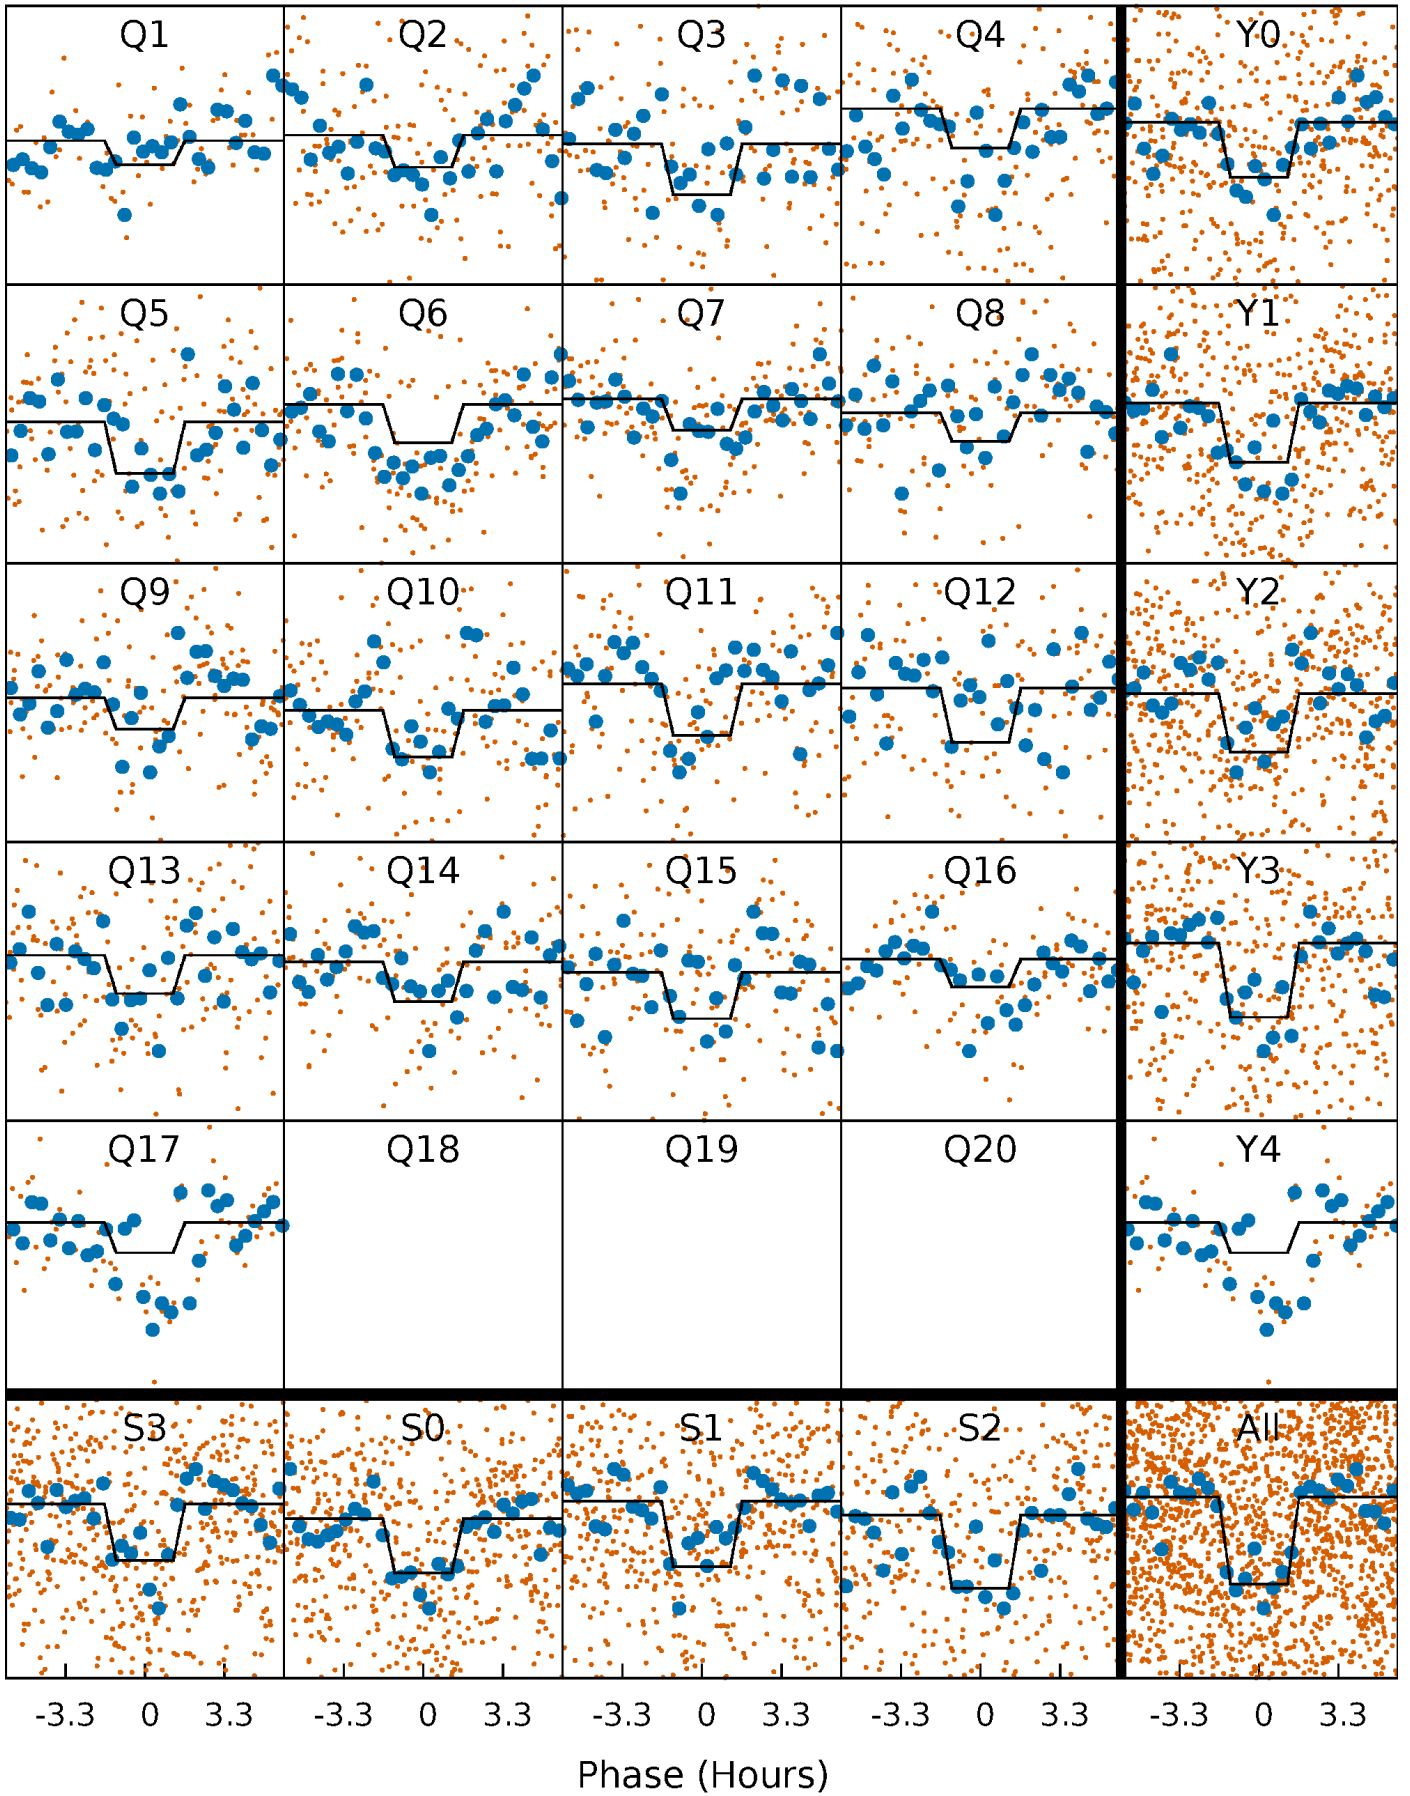 Q1 Q2 Q3 Q4 Y0
Q5 Q6 Q7 Q8 Y1
Q9 Q10 Q11 Q12 Y2
Q13 Q14 Q15 Q16 Y3
Q17 Q18 Q19 Q20 Y4
S3 S0 S1 S2 All
-3.3 0 3.3 -3.3 0 3.3 -3.3 0 3.3 -3.3 0 3.3 -3.3 0 3.3
Phase (Hours)